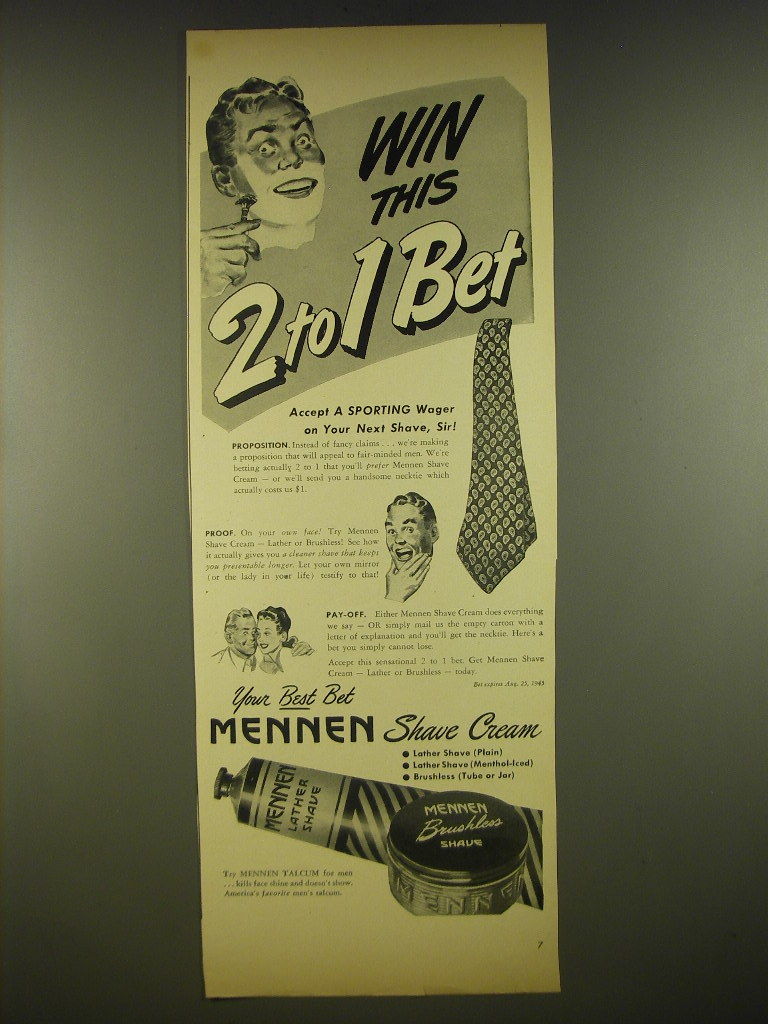 WIN
THIS
2 to 1 Bet
Accept A SPORTING Wager
on Your Next Shave, Sir!
PROPOSITION. Instead of fancy claims . . . we're making
a proposition that will appeal to fair-minded men. We're
betting actually 2 to 1 that you'll prefer Mennen Shave
Cream — or we'll send you a handsome necktie which
actually costs us $1.
PROOF. On your own face! Try Mennen
Shave Cream — Lather or Brushless! See how
it actually gives you a cleaner shave that keeps
you presentable longer. Let your own mirror
(or the lady in your life) testify to that!
PAY-OFF. Either Mennen Shave Cream does everything
we say — OR simply mail us the empty carton with a
letter of explanation and you'll get the necktie. Here's a
bet you simply cannot lose.
Accept this sensational 2 to 1 bet. Get Mennen Shave
Cream — Lather or Brushless — today.
Bet expires Aug. 25, 1945
Your Best Bet
MENNEN Shave Cream
● Lather Shave (Plain)
● Lather Shave (Menthol-Iced)
● Brushless (Tube or Jar)
MENNEN
LATHER
SHAVE
MENNEN
Brushless
SHAVE
MENNEN
Try MENNEN TALCUM for men
. . . kills face shine and doesn't show.
America's favorite men's talcum.
7